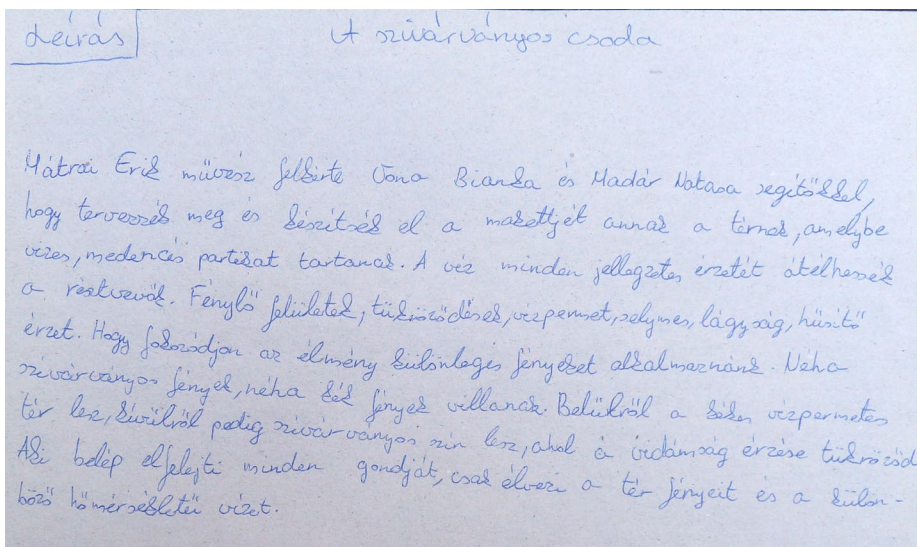 Leírás
A szivárványos csoda
Mátrai Erik művész felkérte Vona Bianka és Madár Natasa segítőkkel,
hogy tervezzék meg és készítsék el a makettjét annak a térnek, amelybe
vizes, medencés partikat tartanak. A víz minden jellegzetes érzetét átélhessék
a résztvevők. Fénylő felületek, tükröződések, vízpermet, selymes, lágyság, hűsítő
érzet. Hogy fokozódjon az élmény különleges fényeket alkalmaznánk. Néha
szivárványos fények, néha kék fények villanak. Belülről a kékes vízpermetes
tér lesz, kívülről pedig szivárványos szín lesz, ahol a vidámság érzése tükröződ
Aki belép elfelejti minden gondját, csak élvezi a tér fényeit és a külön-
böző hőmérsékletű vizet.